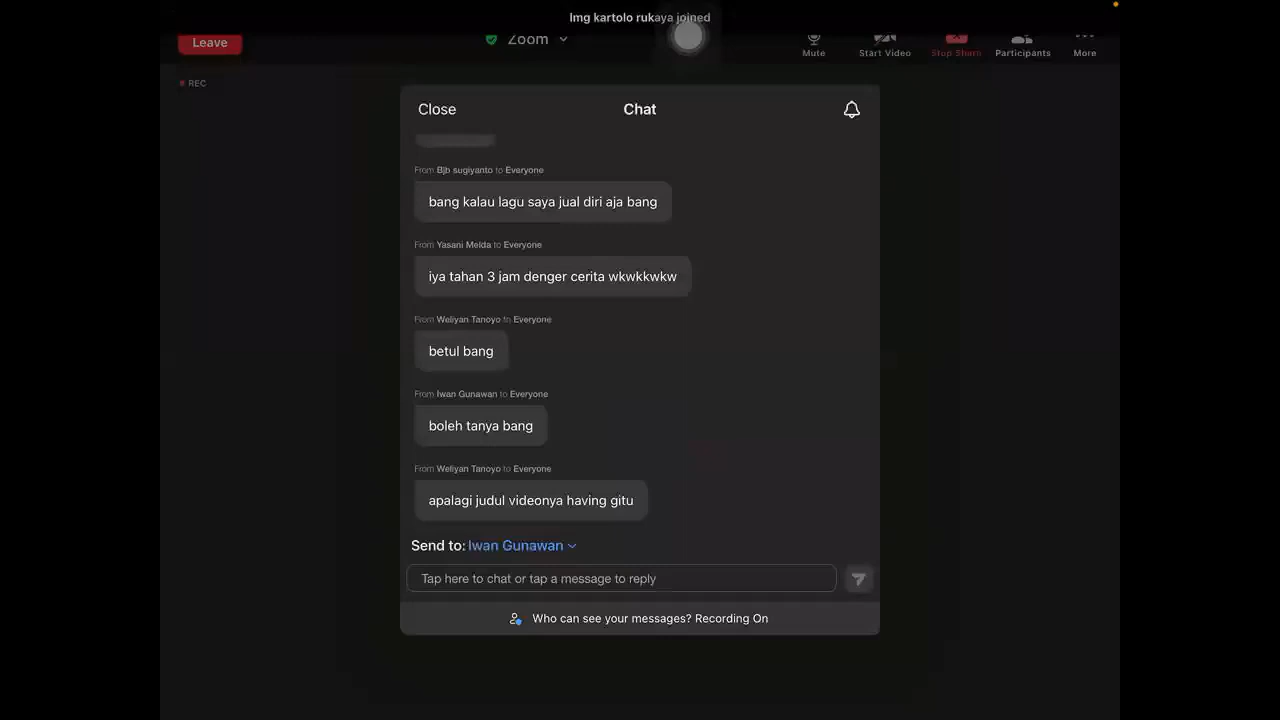 Img kartolo rukaya joined
Leave
Zoom
Mute
Start Video
Stop Share
Participants
More
REC
Close
Chat
From Bjb sugiyanto to Everyone
bang kalau lagu saya jual diri aja bang
From Yasani Melda to Everyone
iya tahan 3 jam denger cerita wkwkkwkw
From Weliyan Tanoyo to Everyone
betul bang
From Iwan Gunawan to Everyone
boleh tanya bang
From Weliyan Tanoyo to Everyone
apalagi judul videonya having gitu
Send to: Iwan Gunawan
Tap here to chat or tap a message to reply
Who can see your messages? Recording On